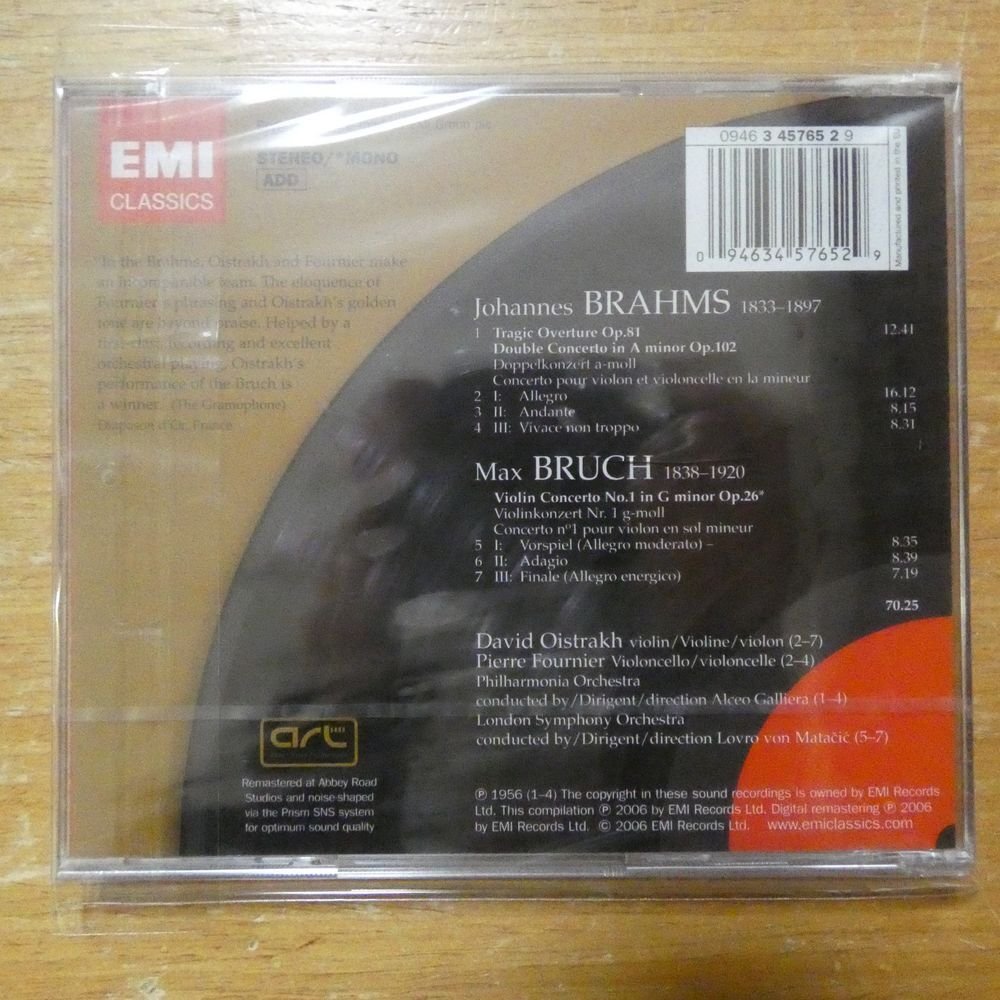 EMI
CLASSICS
STEREO/*MONO
ADD
"In the Brahms, Oistrakh and Fournier make
an incomparable team. The eloquence of
Fournier's phrasing and Oistrakh's golden
tone are beyond praise. Helped by a
first-class recording and excellent
orchestral playing, Oistrakh's
performance of the Bruch is
a winner. (The Gramophone)
Diapason d'Or, France
0946 3 45765 2 9
0 94634 57652 9
Manufactured and printed in the EU
Johannes BRAHMS 1833–1897
1 Tragic Overture Op.81 12.41
Double Concerto in A minor Op.102
Doppelkonzert a-moll
Concerto pour violon et violoncelle en la mineur
2 I: Allegro 16.12
3 II: Andante 8.15
4 III: Vivace non troppo 8.31
Max BRUCH 1838–1920
Violin Concerto No.1 in G minor Op.26*
Violinkonzert Nr. 1 g-moll
Concerto nº1 pour violon en sol mineur
5 I: Vorspiel (Allegro moderato) – 8.35
6 II: Adagio 8.39
7 III: Finale (Allegro energico) 7.19
70.25
David Oistrakh violin/Violine/violon (2–7)
Pierre Fournier Violoncello/violoncelle (2–4)
Philharmonia Orchestra
conducted by/Dirigent/direction Alceo Galliera (1–4)
London Symphony Orchestra
conducted by/Dirigent/direction Lovro von Matačić (5–7)
art
Remastered at Abbey Road
Studios and noise-shaped
via the Prism SNS system
for optimum sound quality
℗ 1956 (1–4) The copyright in these sound recordings is owned by EMI Records
Ltd. This compilation ℗ 2006 by EMI Records Ltd. Digital remastering ℗ 2006
by EMI Records Ltd. © 2006 EMI Records Ltd. www.emiclassics.com